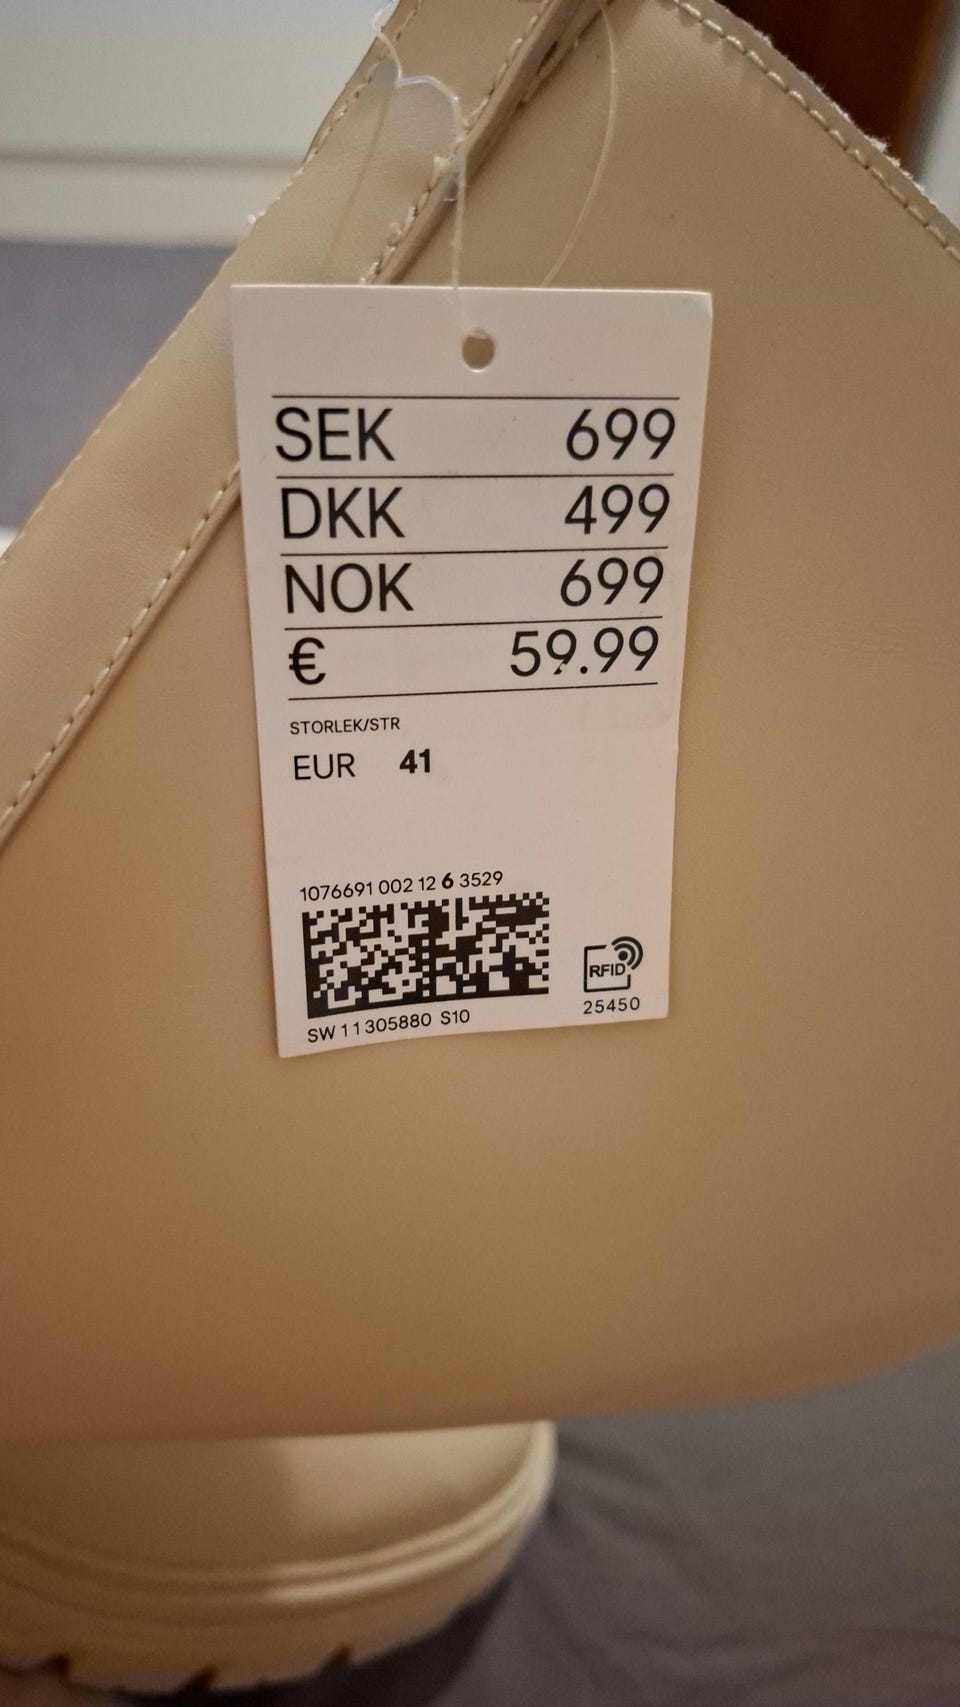 SEK 699
DKK 499
NOK 699
€ 59.99
STORLEK/STR
EUR 41
1076691 002 12 6 3529
RFID
SW 11305880 S10
25450